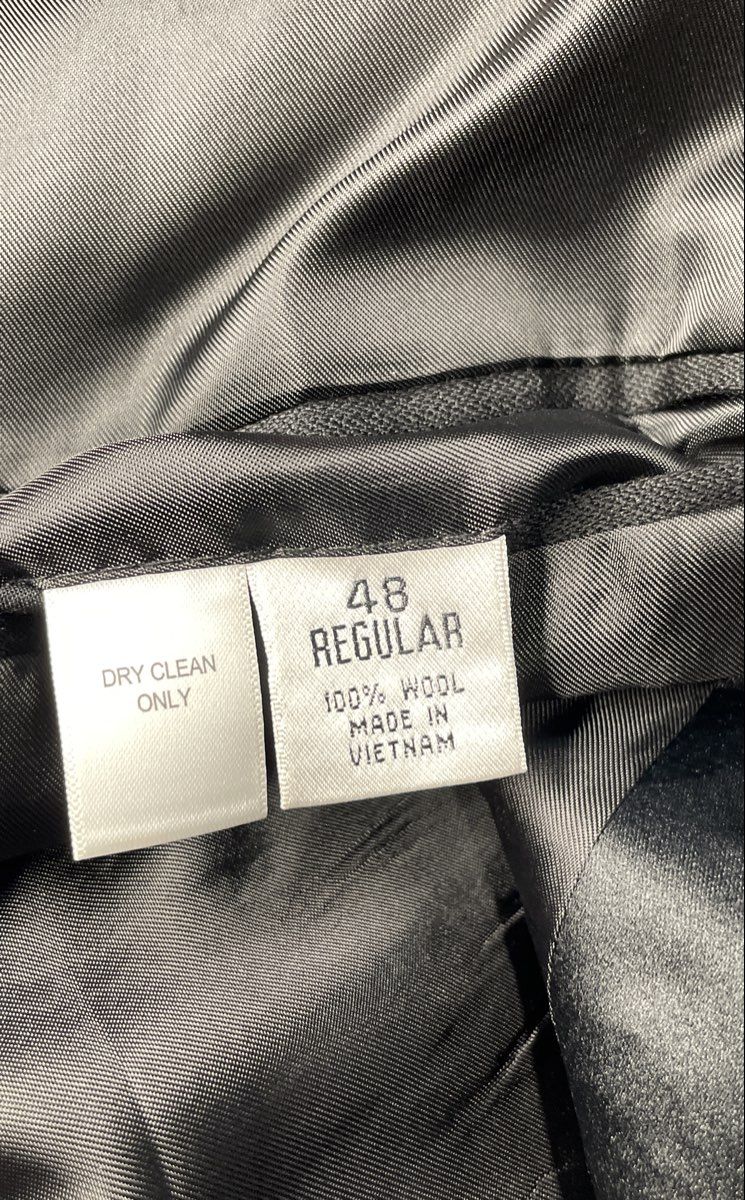 DRY CLEAN
ONLY
48
REGULAR
100% WOOL
MADE IN
VIETNAM